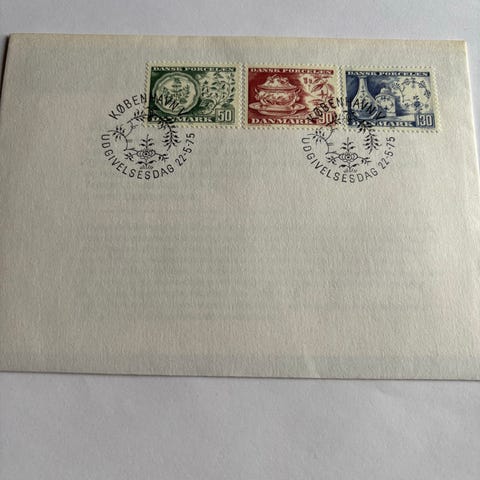 DANSK PORCELÆN
50
DANMARK
DANSK PORCELÆN
90
DANMARK
DANSK PORCELÆN
130
DANMARK
KØBENHAVN
UDGIVELSESDAG 22-5-75
KØBENHAVN
UDGIVELSESDAG 22-5-75